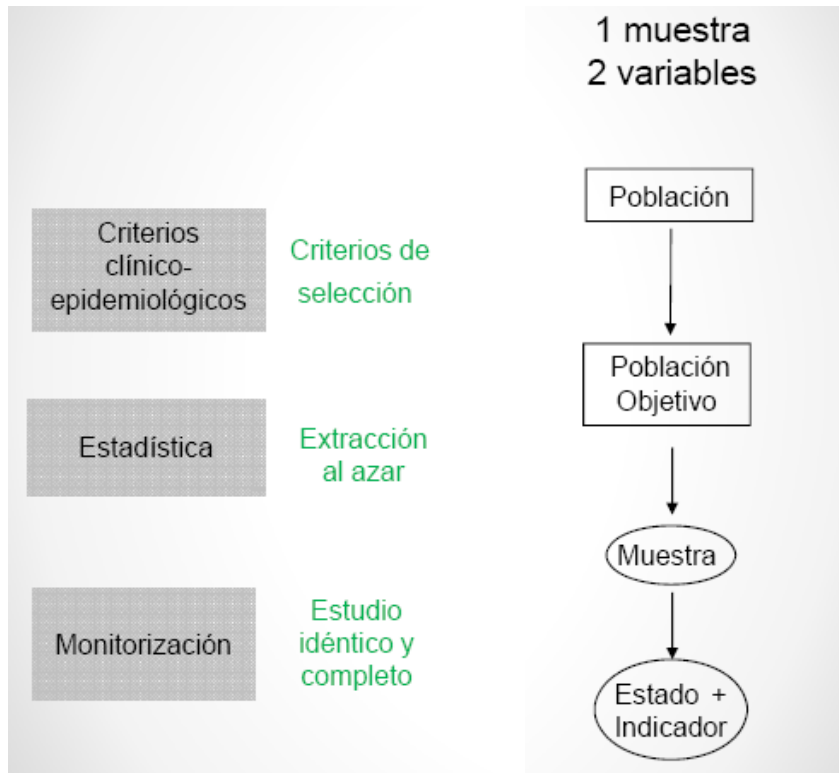 1 muestra
2 variables
Criterios
clínico-
epidemiológicos
Criterios de
selección
Población
Estadística
Extracción
al azar
Población
Objetivo
Muestra
Monitorización
Estudio
idéntico y
completo
Estado +
Indicador